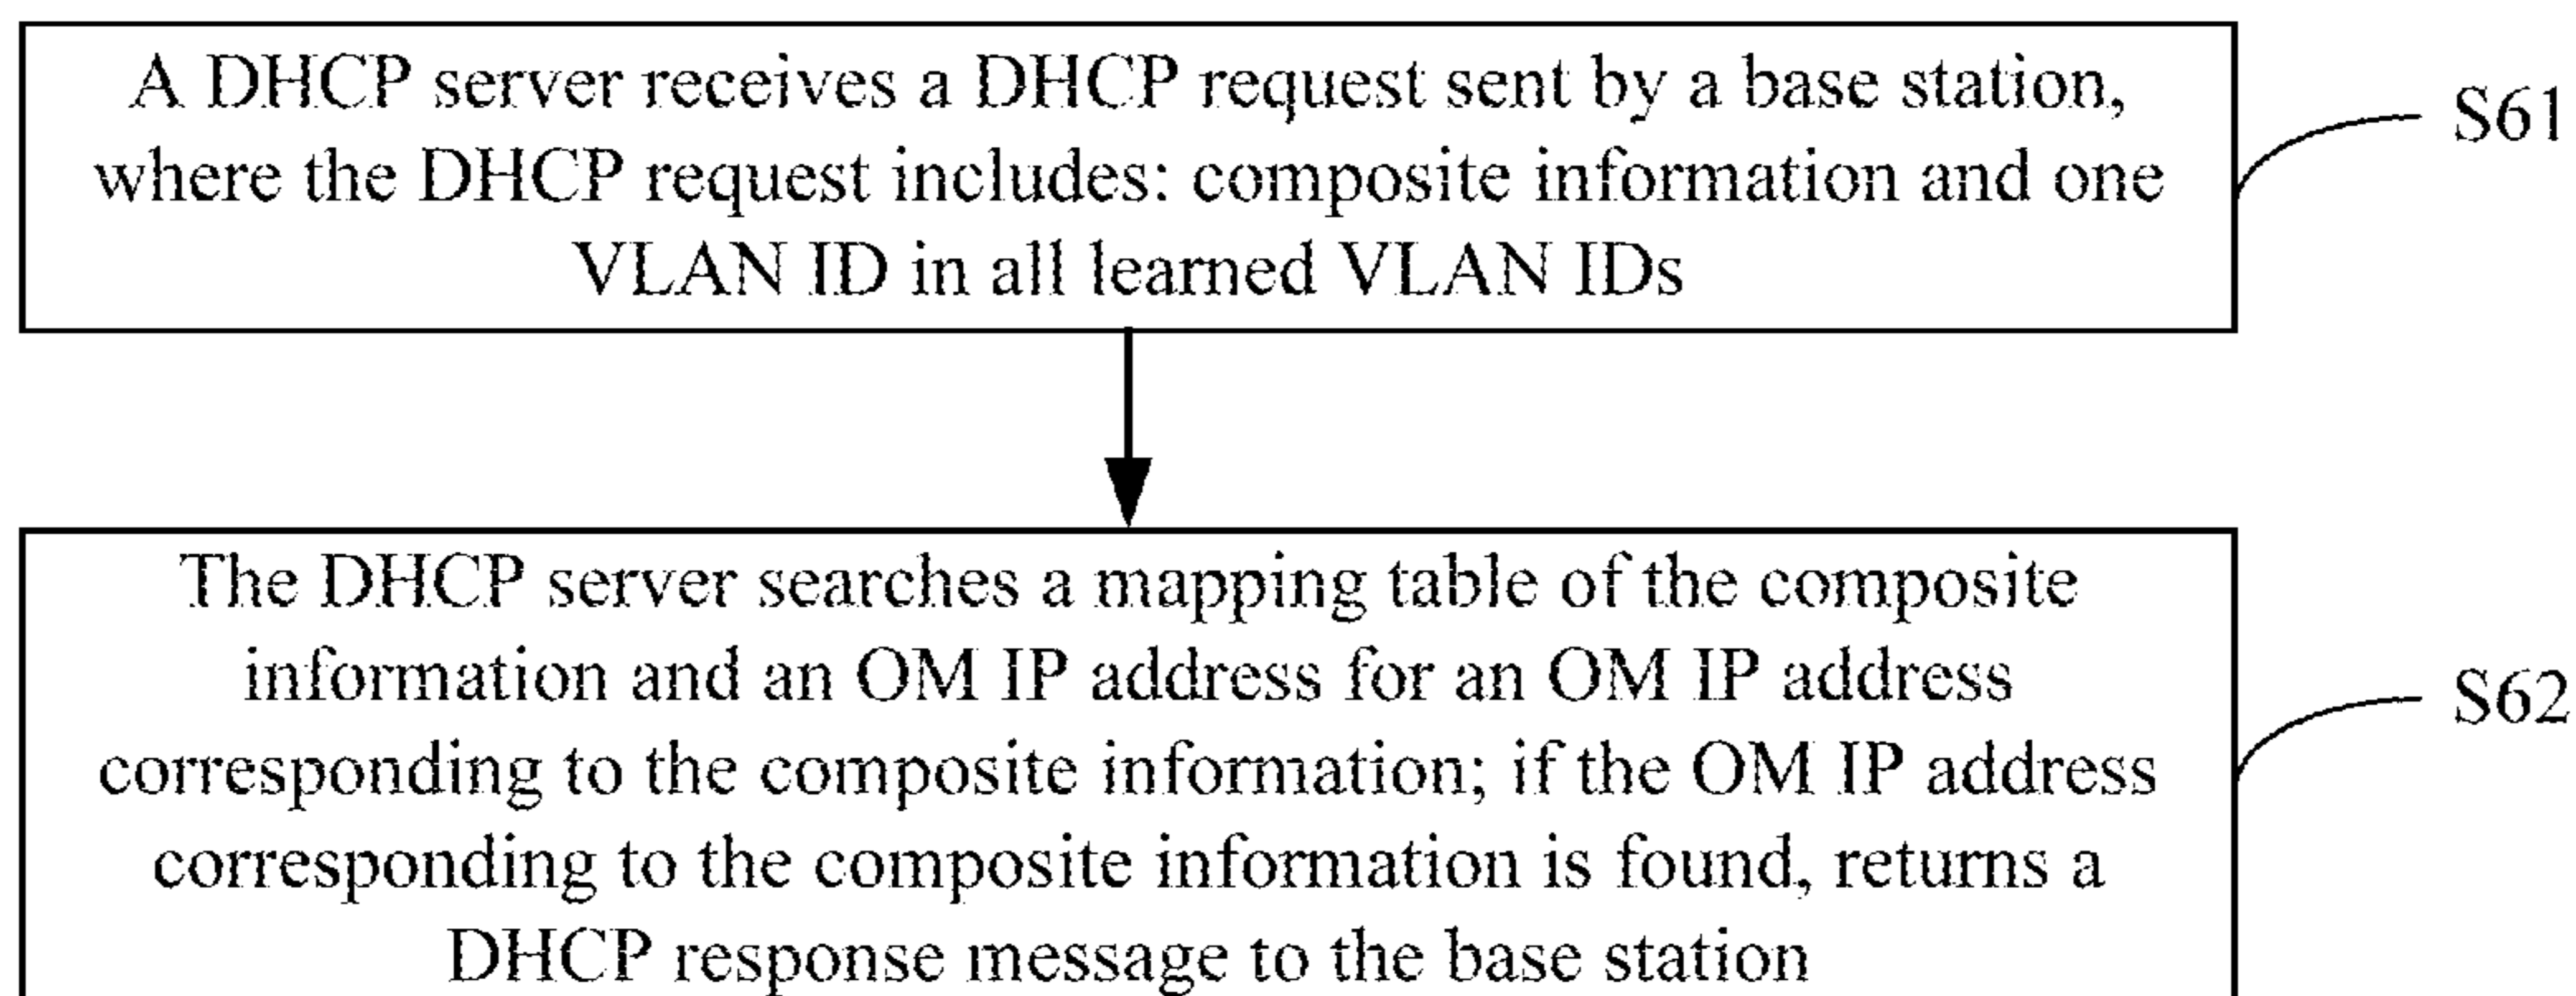 A DHCP server receives a DHCP request sent by a base station,
where the DHCP request includes: composite information and one
VLAN ID in all learned VLAN IDs
S61
The DHCP server searches a mapping table of the composite
information and an OM IP address for an OM IP address
corresponding to the composite information; if the OM IP address
corresponding to the composite information is found, returns a
DHCP response message to the base station
S62